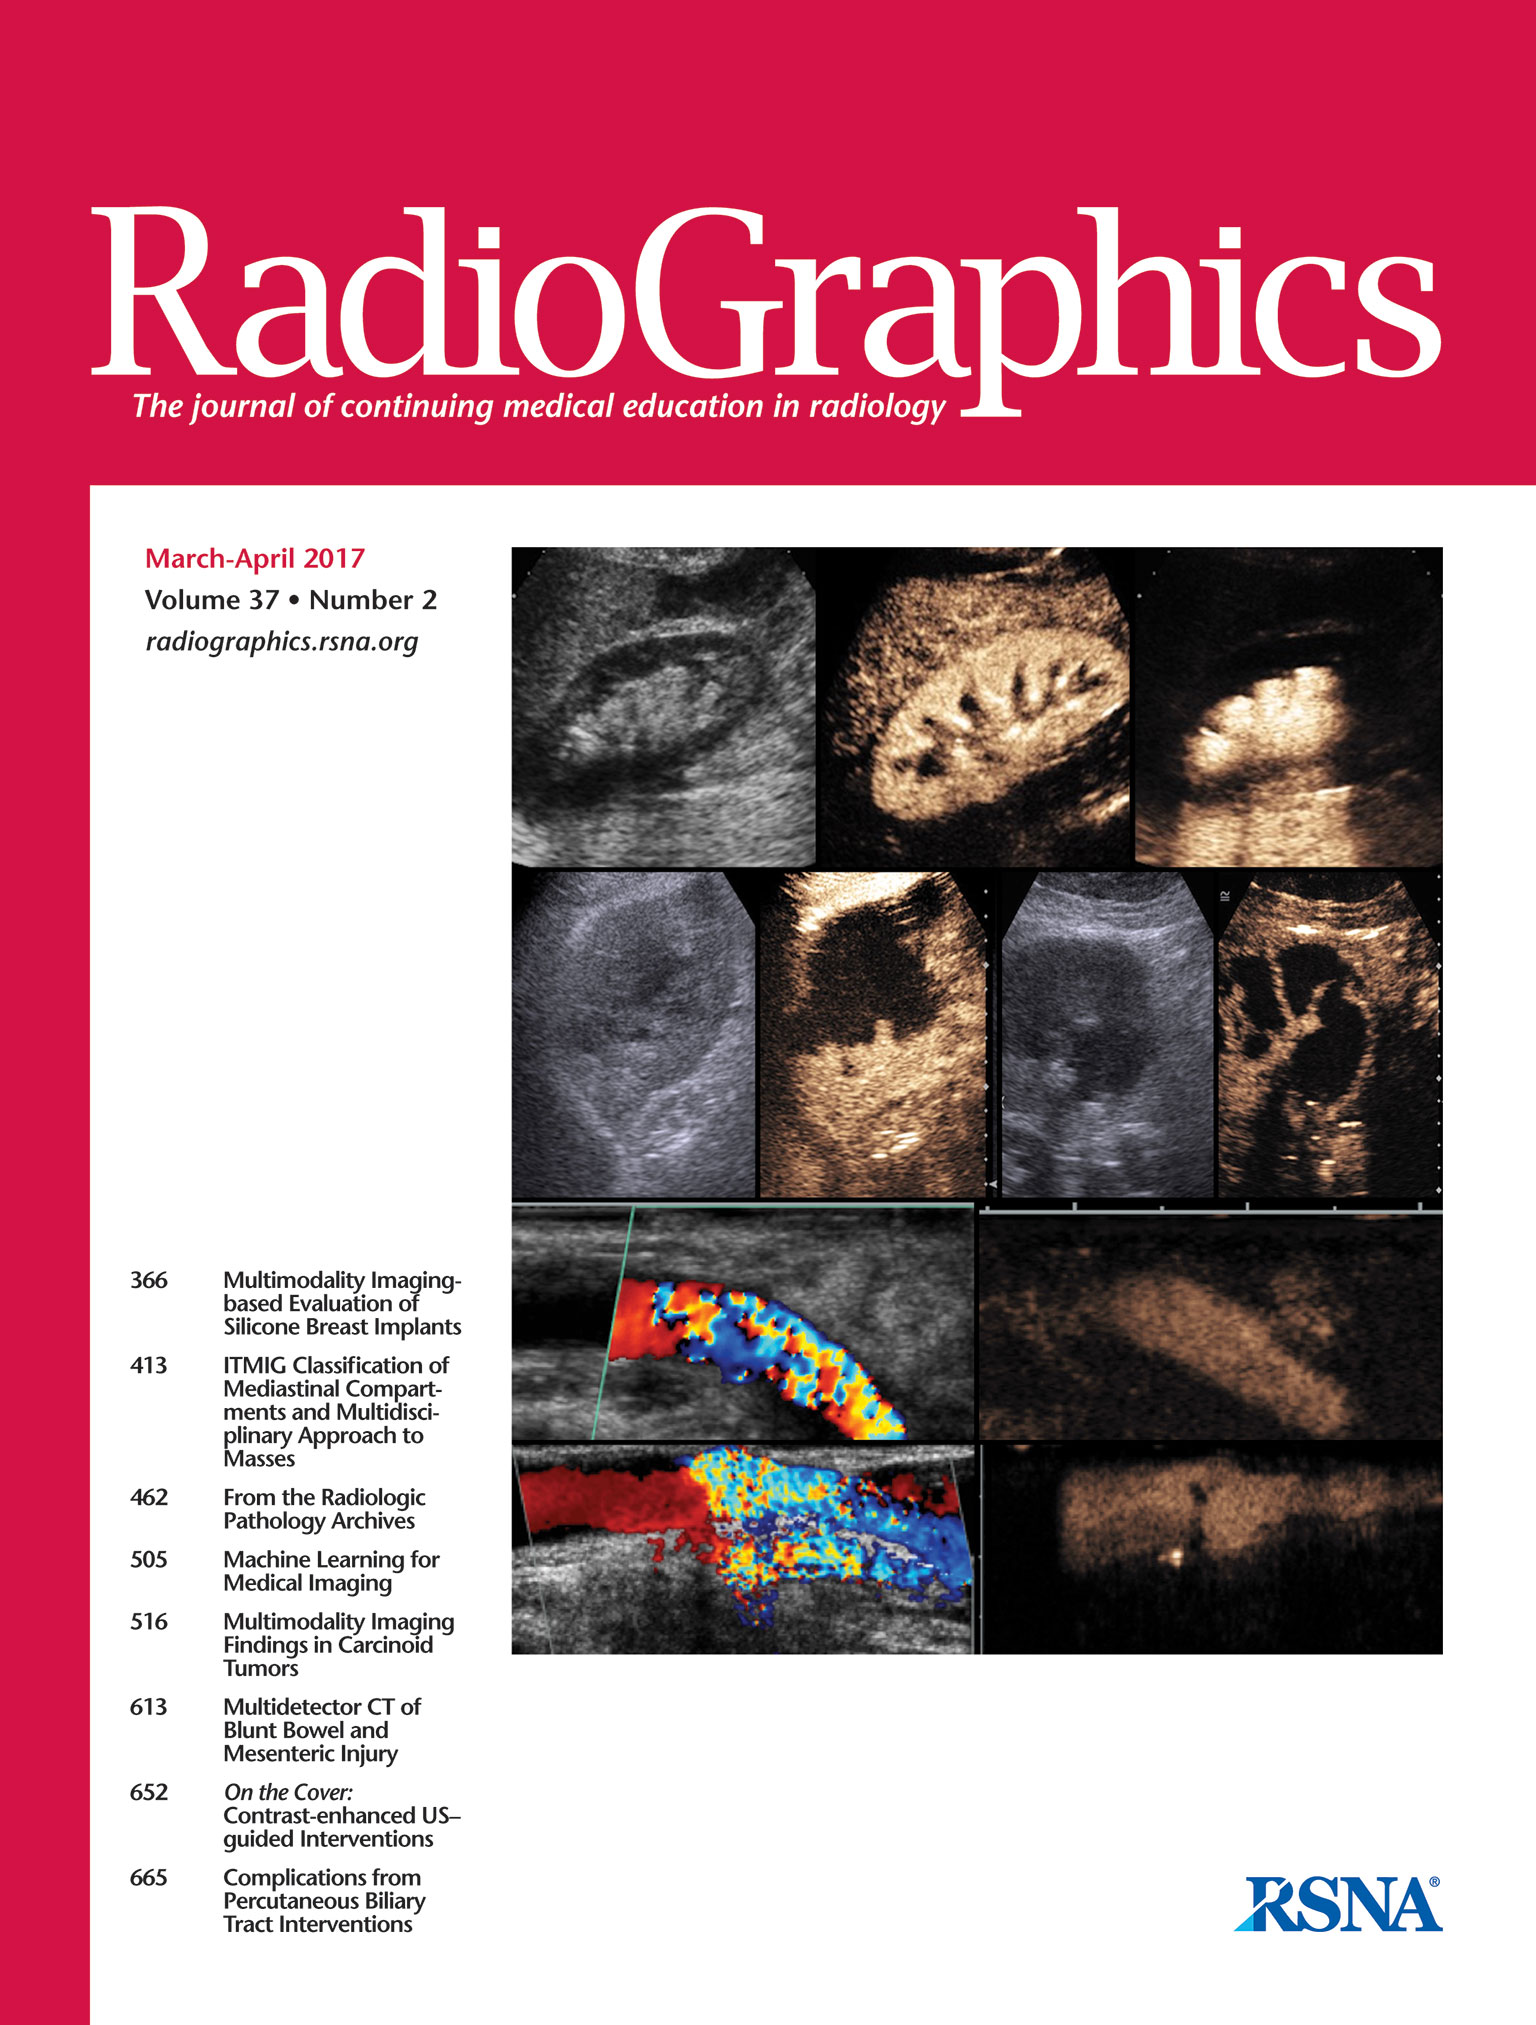 RadioGraphics
The journal of continuing medical education in radiology
March-April 2017
Volume 37 • Number 2
radiographics.rsna.org
366 Multimodality Imaging-
based Evaluation of
Silicone Breast Implants
413 ITMIG Classification of
Mediastinal Compart-
ments and Multidisci-
plinary Approach to
Masses
462 From the Radiologic
Pathology Archives
505 Machine Learning for
Medical Imaging
516 Multimodality Imaging
Findings in Carcinoid
Tumors
613 Multidetector CT of
Blunt Bowel and
Mesenteric Injury
652 On the Cover:
Contrast-enhanced US–
guided Interventions
665 Complications from
Percutaneous Biliary
Tract Interventions
RSNA®